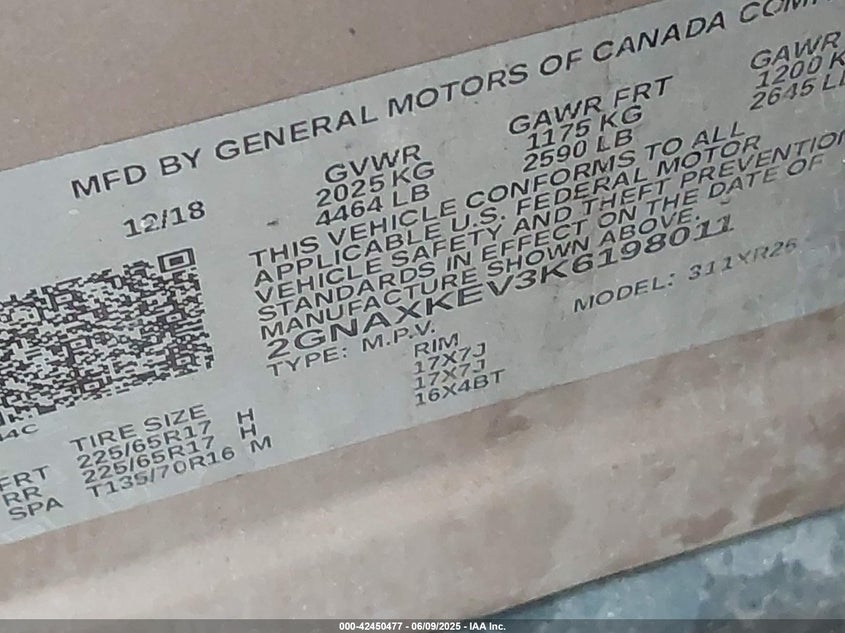 MFD BY GENERAL MOTORS OF CANADA
12/18
GVWR
2025 KG
4464 LB
GAWR FRT
1175 KG
2590 LB
GAWR
1200 K
2645 L
THIS VEHICLE CONFORMS TO ALL
APPLICABLE U.S. FEDERAL MOTOR
VEHICLE SAFETY AND THEFT PREVENTION
STANDARDS IN EFFECT ON THE DATE OF
MANUFACTURE SHOWN ABOVE.
2GNAXKEV3K6198011
TYPE: M.P.V.
MODEL: 311XR26
44C
TIRE SIZE
RIM
FRT 225/65R17 H 17X7J
RR 225/65R17 H 17X7J
SPA T135/70R16 M 16X4BT
000-42450477 - 06/09/2025 - IAA Inc.